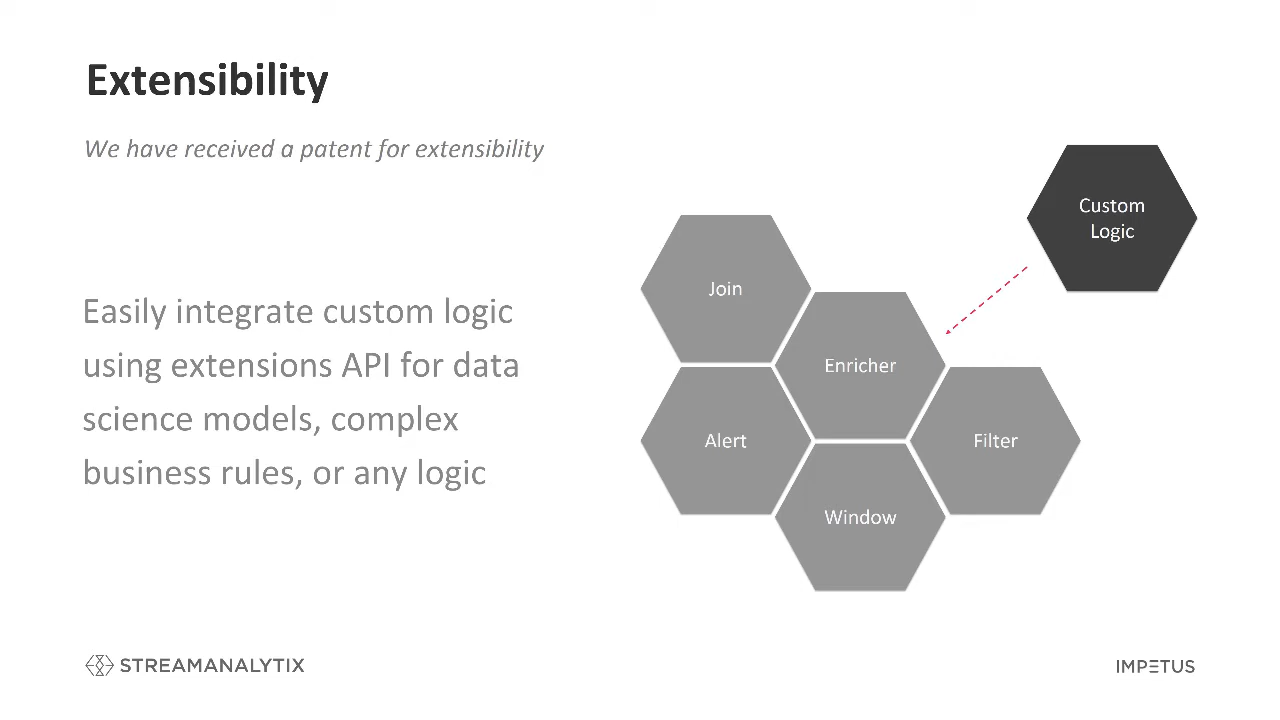 Extensibility
We have received a patent for extensibility
Easily integrate custom logic
using extensions API for data
science models, complex
business rules, or any logic
Custom
Logic
Join
Enricher
Alert
Filter
Window
STREAMANALYTIX
IMPETUS